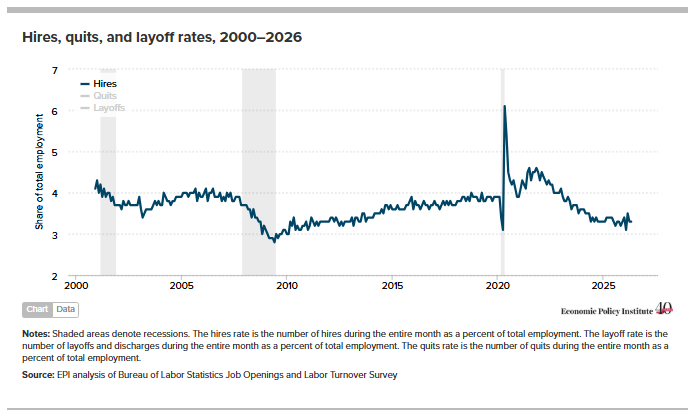 Hires, quits, and layoff rates, 2000–2026
7
Hires
Quits
Layoffs
6
5
4
3
2
Share of total employment
2000 2005 2010 2015 2020 2025
Chart Data
Economic Policy Institute 40
Notes: Shaded areas denote recessions. The hires rate is the number of hires during the entire month as a percent of total employment. The layoff rate is the
number of layoffs and discharges during the entire month as a percent of total employment. The quits rate is the number of quits during the entire month as a
percent of total employment.
Source: EPI analysis of Bureau of Labor Statistics Job Openings and Labor Turnover Survey